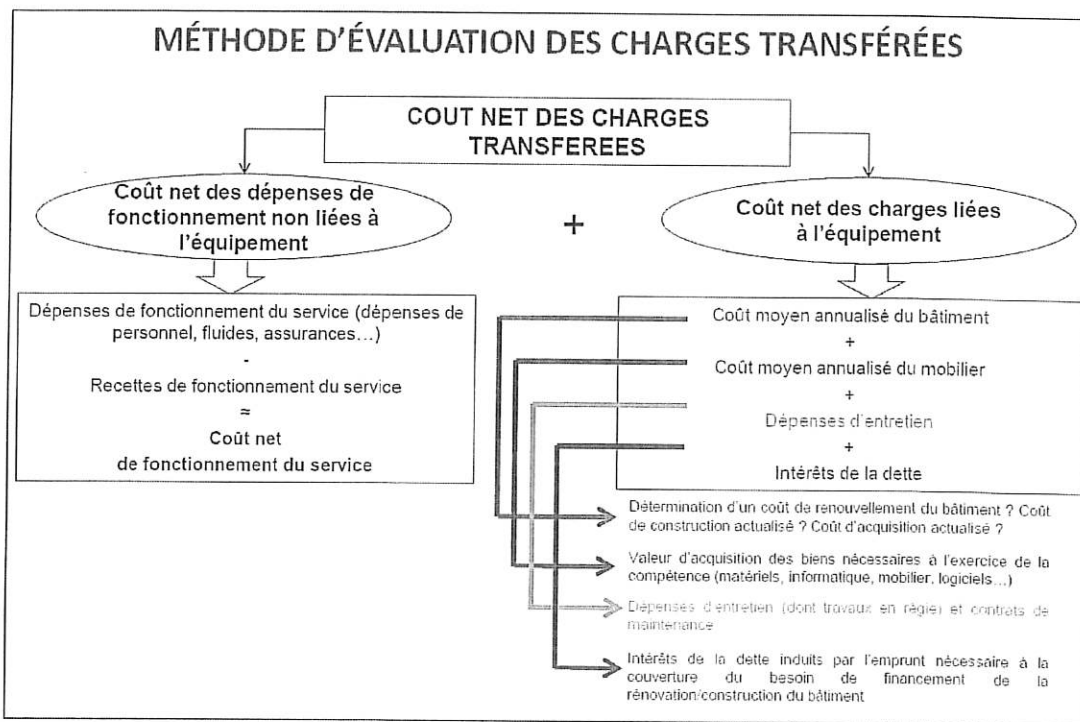 MÉTHODE D'ÉVALUATION DES CHARGES TRANSFÉRÉES
COUT NET DES CHARGES
TRANSFEREES
Coût net des dépenses de
fonctionnement non liées à
l'équipement
+
Coût net des charges liées
à l'équipement
Dépenses de fonctionnement du service (dépenses de
personnel, fluides, assurances...)
-
Recettes de fonctionnement du service
=
Coût net
de fonctionnement du service
Coût moyen annualisé du bâtiment
+
Coût moyen annualisé du mobilier
+
Dépenses d'entretien
+
Intérêts de la dette
Détermination d'un coût de renouvellement du bâtiment ? Coût
de construction actualisé ? Coût d'acquisition actualisé ?
Valeur d'acquisition des biens nécessaires à l'exercice de la
compétence (matériels, informatique, mobilier, logiciels...)
Dépenses d'entretien (dont travaux en régie) et contrats de
maintenance
Intérêts de la dette induits par l'emprunt nécessaire à la
couverture du besoin de financement de la
rénovation/construction du bâtiment